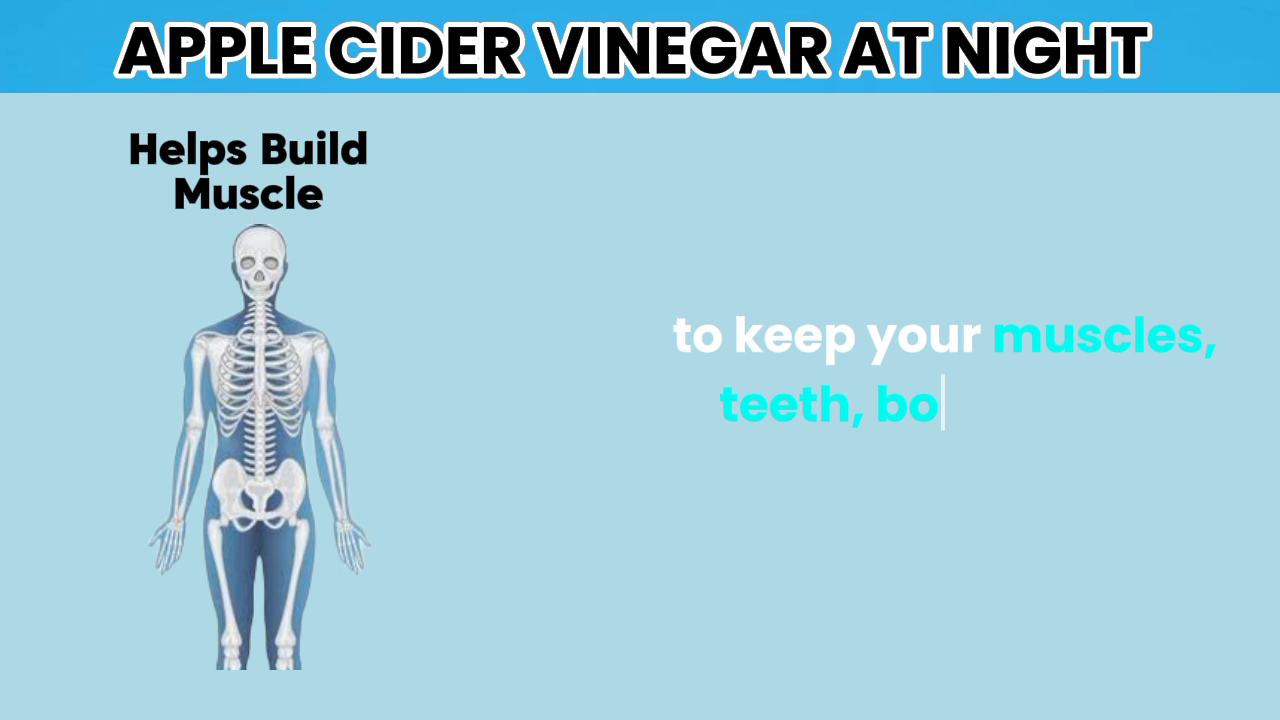 APPLE CIDER VINEGAR AT NIGHT
Helps Build
Muscle
to keep your muscles,
teeth, bo